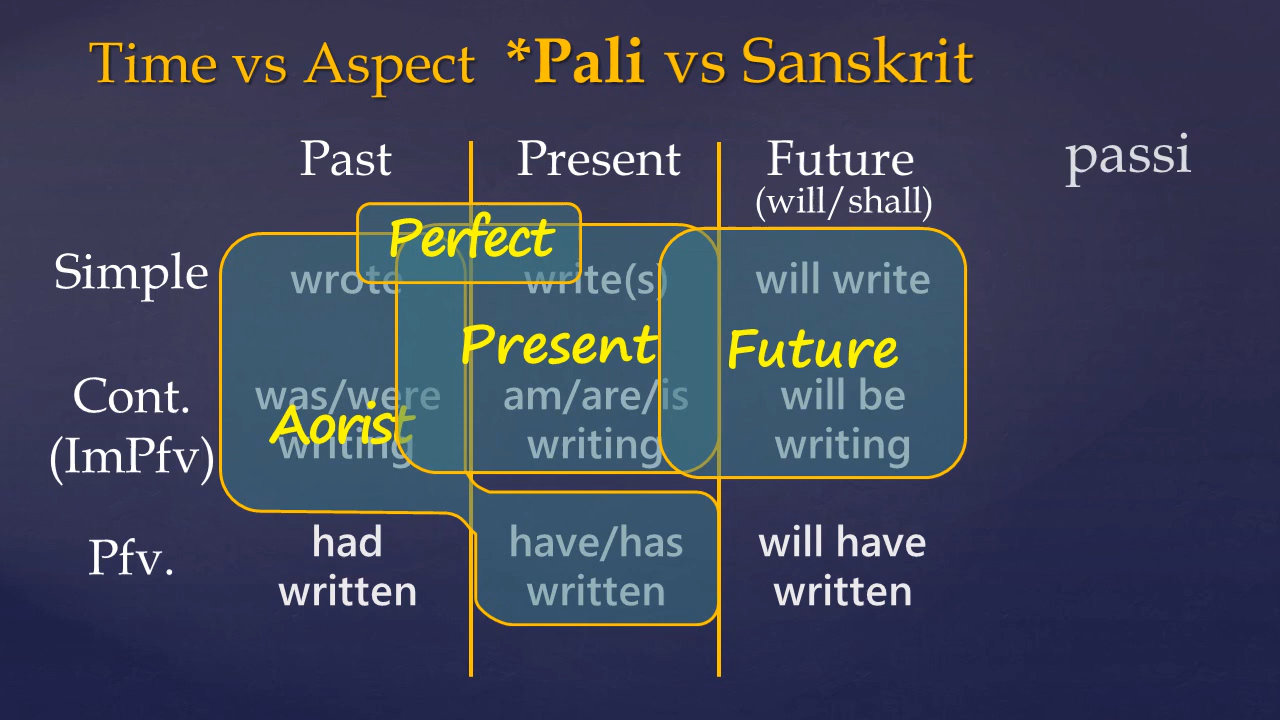 Time vs Aspect *Pali vs Sanskrit
Past Present Future passi
(will/shall)
Perfect
Simple wrote write(s) will write
Present Future
Cont. was/were am/are/is will be
Aorist
(ImPfv) writing writing writing
Pfv. had have/has will have
written written written